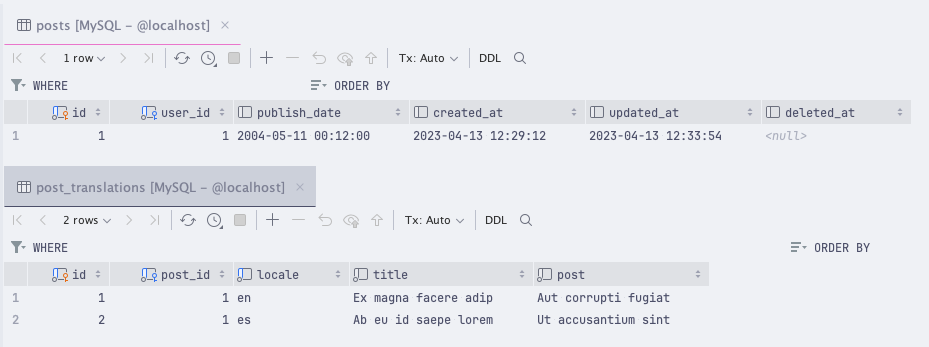 posts [MySQL – @localhost]
1 row Tx: Auto DDL
WHERE ORDER BY
id user_id publish_date created_at updated_at deleted_at
1 1 1 2004-05-11 00:12:00 2023-04-13 12:29:12 2023-04-13 12:33:54 <null>
post_translations [MySQL – @localhost]
2 rows Tx: Auto DDL
WHERE ORDER BY
id post_id locale title post
1 1 1 en Ex magna facere adip Aut corrupti fugiat
2 2 1 es Ab eu id saepe lorem Ut accusantium sint